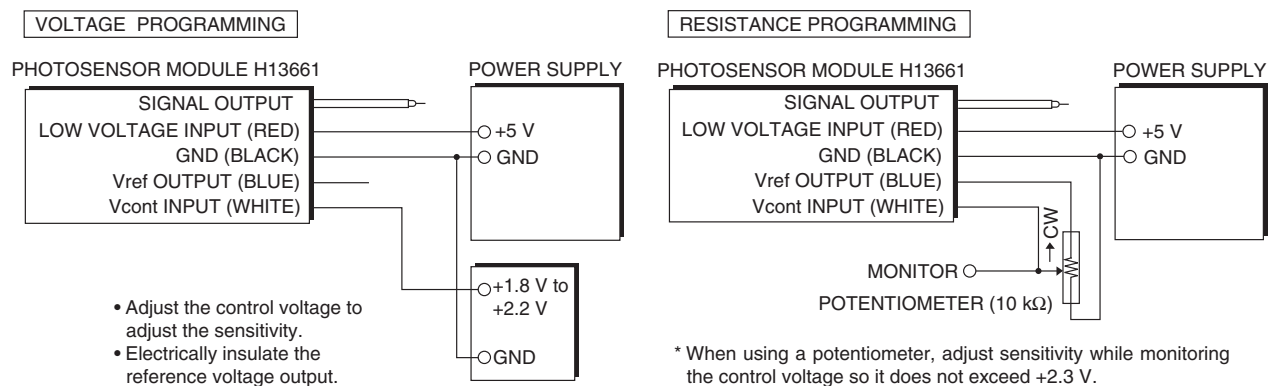 VOLTAGE PROGRAMMING
PHOTOSENSOR MODULE H13661
POWER SUPPLY
SIGNAL OUTPUT
LOW VOLTAGE INPUT (RED)
+5 V
GND (BLACK)
GND
Vref OUTPUT (BLUE)
Vcont INPUT (WHITE)
+1.8 V to
+2.2 V
GND
• Adjust the control voltage to
adjust the sensitivity.
• Electrically insulate the
reference voltage output.
RESISTANCE PROGRAMMING
PHOTOSENSOR MODULE H13661
POWER SUPPLY
SIGNAL OUTPUT
LOW VOLTAGE INPUT (RED)
+5 V
GND (BLACK)
GND
Vref OUTPUT (BLUE)
Vcont INPUT (WHITE)
CW
MONITOR
POTENTIOMETER (10 kΩ)
* When using a potentiometer, adjust sensitivity while monitoring
the control voltage so it does not exceed +2.3 V.